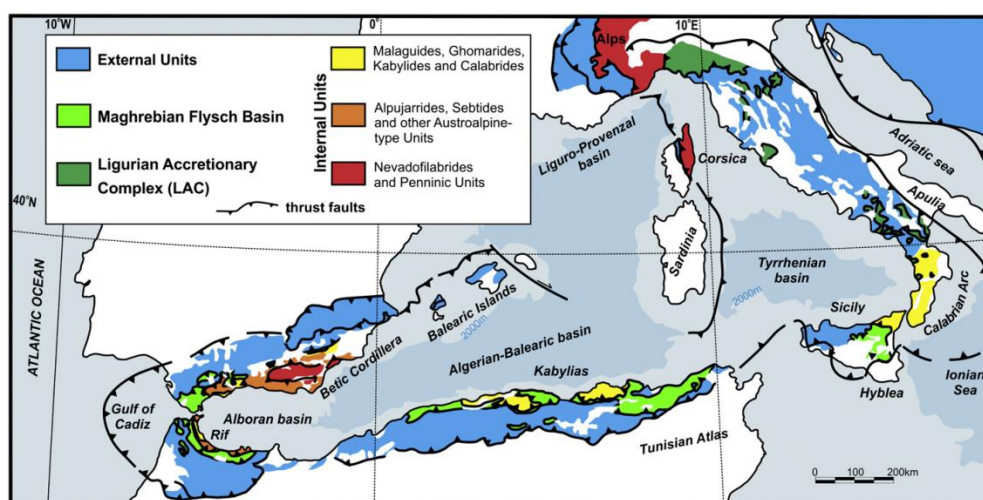 10°W
0°
10°E
40°N
External Units
Maghrebian Flysch Basin
Ligurian Accretionary
Complex (LAC)
Internal Units
Malaguides, Ghomarides,
Kabylides and Calabrides
Alpujarrides, Sebtides
and other Austroalpine-
type Units
Nevadofilabrides
and Penninic Units
thrust faults
Alps
Liguro-Provenzal
basin
Corsica
Adriatic sea
Apulia
Sardinia
Tyrrhenian
basin
2000m
Sicily
Calabrian Arc
Ionian
Sea
Hyblea
ATLANTIC OCEAN
Balearic Islands
2000m
Betic Cordillera
Algerian-Balearic basin
Kabylias
Gulf of
Cadiz
Alboran basin
Rif
Tunisian Atlas
0 100 200km